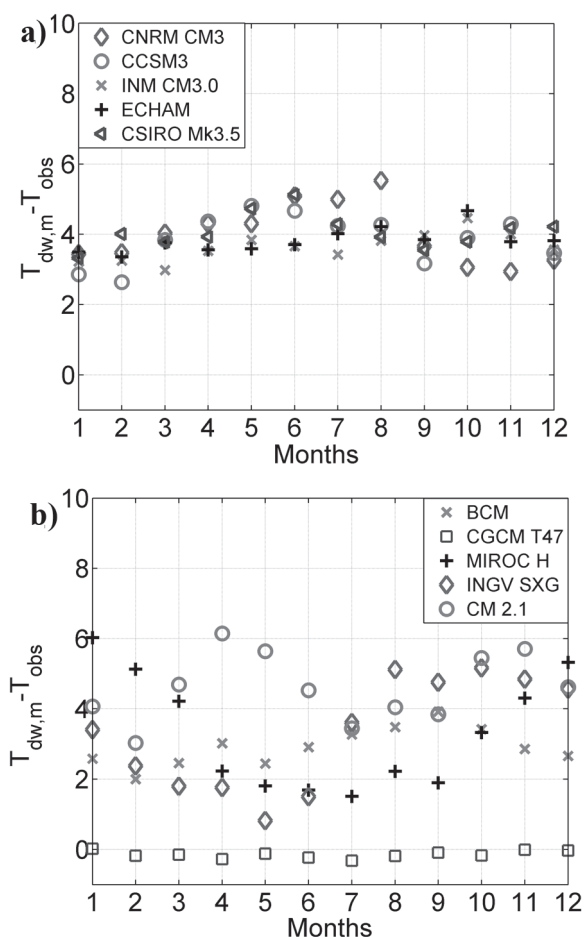 a)
10
8
6
4
2
0
T_dw,m-T_obs
CNRM CM3
CCSM3
INM CM3.0
ECHAM
CSIRO Mk3.5
1 2 3 4 5 6 7 8 9 10 11 12
Months
b)
10
8
6
4
2
0
T_dw,m-T_obs
BCM
CGCM T47
MIROC H
INGV SXG
CM 2.1
1 2 3 4 5 6 7 8 9 10 11 12
Months